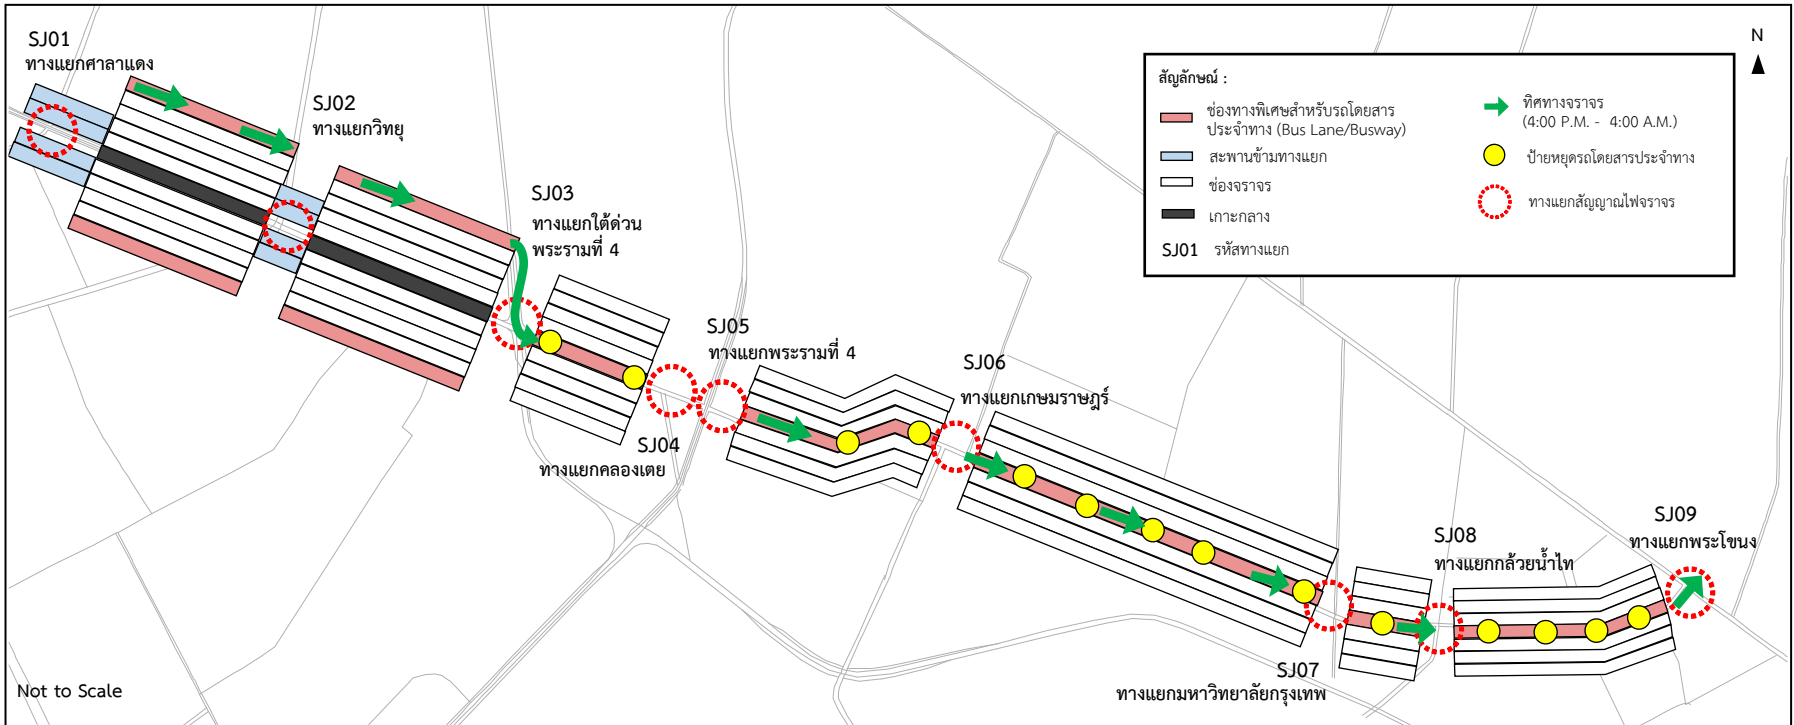 SJ01
ทางแยกศาลาแดง
SJ02
ทางแยกวิทยุ
SJ03
ทางแยกใต้ด่วน
พระรามที่ 4
SJ04
ทางแยกคลองเตย
SJ05
ทางแยกพระรามที่ 4
SJ06
ทางแยกเกษมราษฎร์
SJ07
ทางแยกมหาวิทยาลัยกรุงเทพ
SJ08
ทางแยกกล้วยน้ำไท
SJ09
ทางแยกพระโขนง
N
สัญลักษณ์ :
ช่องทางพิเศษสำหรับรถโดยสาร
ประจำทาง (Bus Lane/Busway)
สะพานข้ามทางแยก
ช่องจราจร
เกาะกลาง
SJ01 รหัสทางแยก
ทิศทางจราจร
(4:00 P.M. - 4:00 A.M.)
ป้ายหยุดรถโดยสารประจำทาง
ทางแยกสัญญาณไฟจราจร
Not to Scale